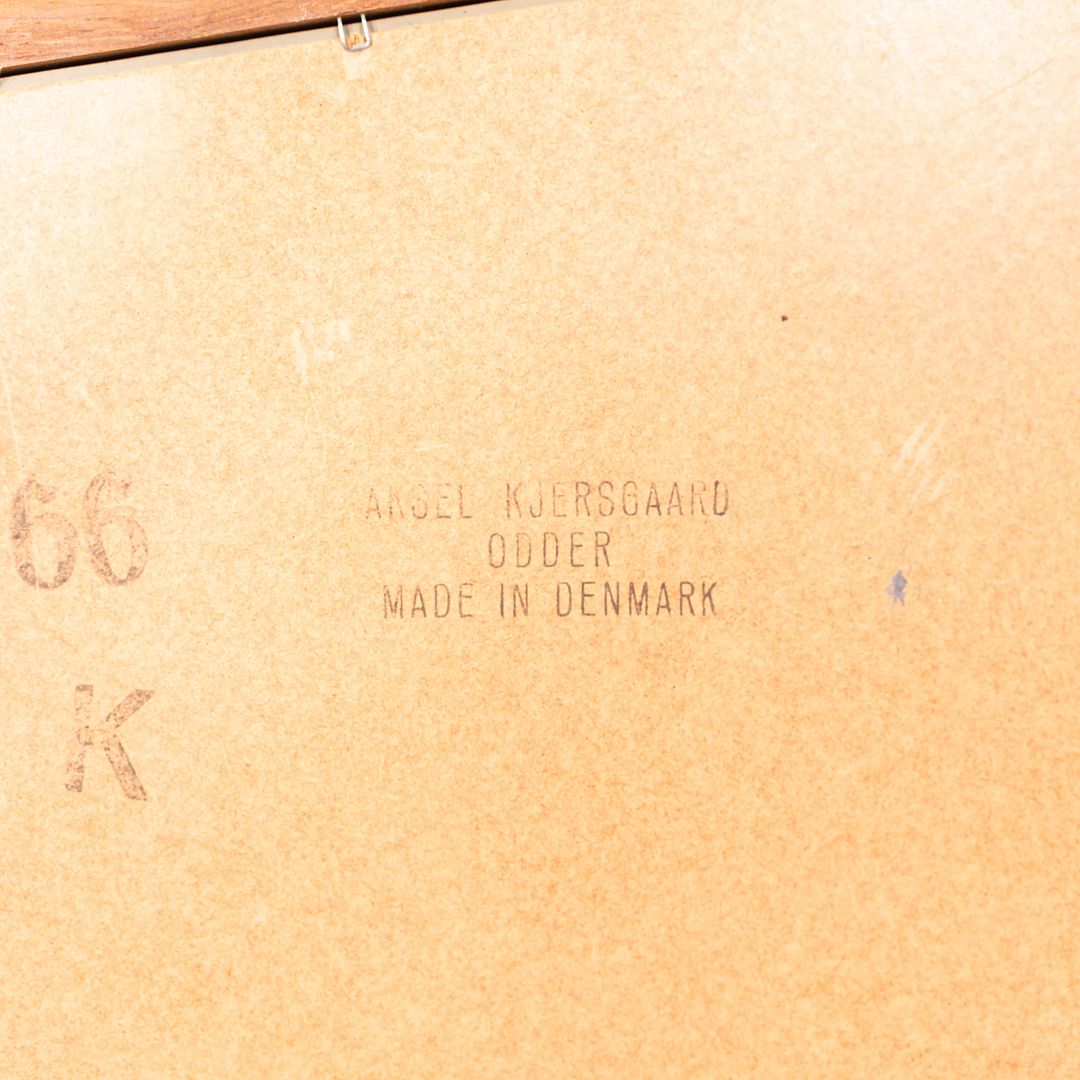 66
AKSEL KJERSGAARD
ODDER
MADE IN DENMARK
K